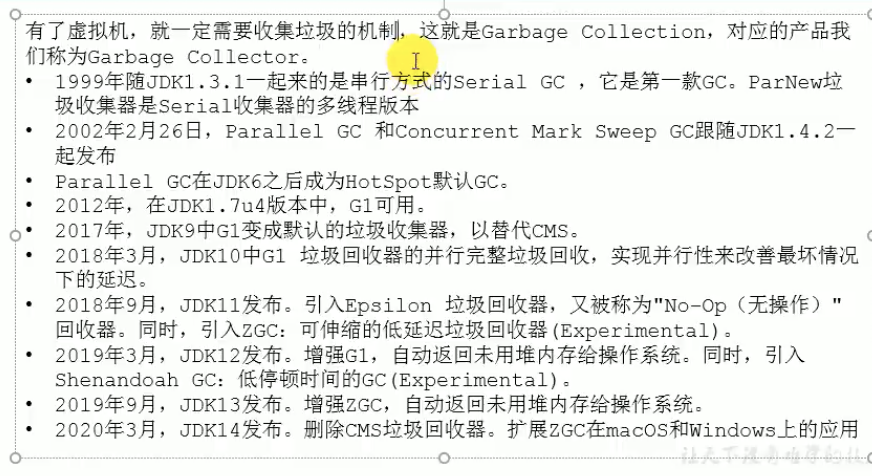 有了虚拟机，就一定需要收集垃圾的机制，这就是Garbage Collection，对应的产品我
们称为Garbage Collector。
• 1999年随JDK1.3.1一起来的是串行方式的Serial GC ，它是第一款GC。ParNew垃
圾收集器是Serial收集器的多线程版本
• 2002年2月26日，Parallel GC 和Concurrent Mark Sweep GC跟随JDK1.4.2一
起发布
• Parallel GC在JDK6之后成为HotSpot默认GC。
• 2012年，在JDK1.7u4版本中，G1可用。
• 2017年，JDK9中G1变成默认的垃圾收集器，以替代CMS。
• 2018年3月，JDK10中G1 垃圾回收器的并行完整垃圾回收，实现并行性来改善最坏情况
下的延迟。
• 2018年9月，JDK11发布。引入Epsilon 垃圾回收器，又被称为"No-Op（无操作）"
回收器。同时，引入ZGC：可伸缩的低延迟垃圾回收器(Experimental)。
• 2019年3月，JDK12发布。增强G1，自动返回未用堆内存给操作系统。同时，引入
Shenandoah GC：低停顿时间的GC(Experimental)。
• 2019年9月，JDK13发布。增强ZGC，自动返回未用堆内存给操作系统。
• 2020年3月，JDK14发布。删除CMS垃圾回收器。扩展ZGC在macOS和Windows上的应用